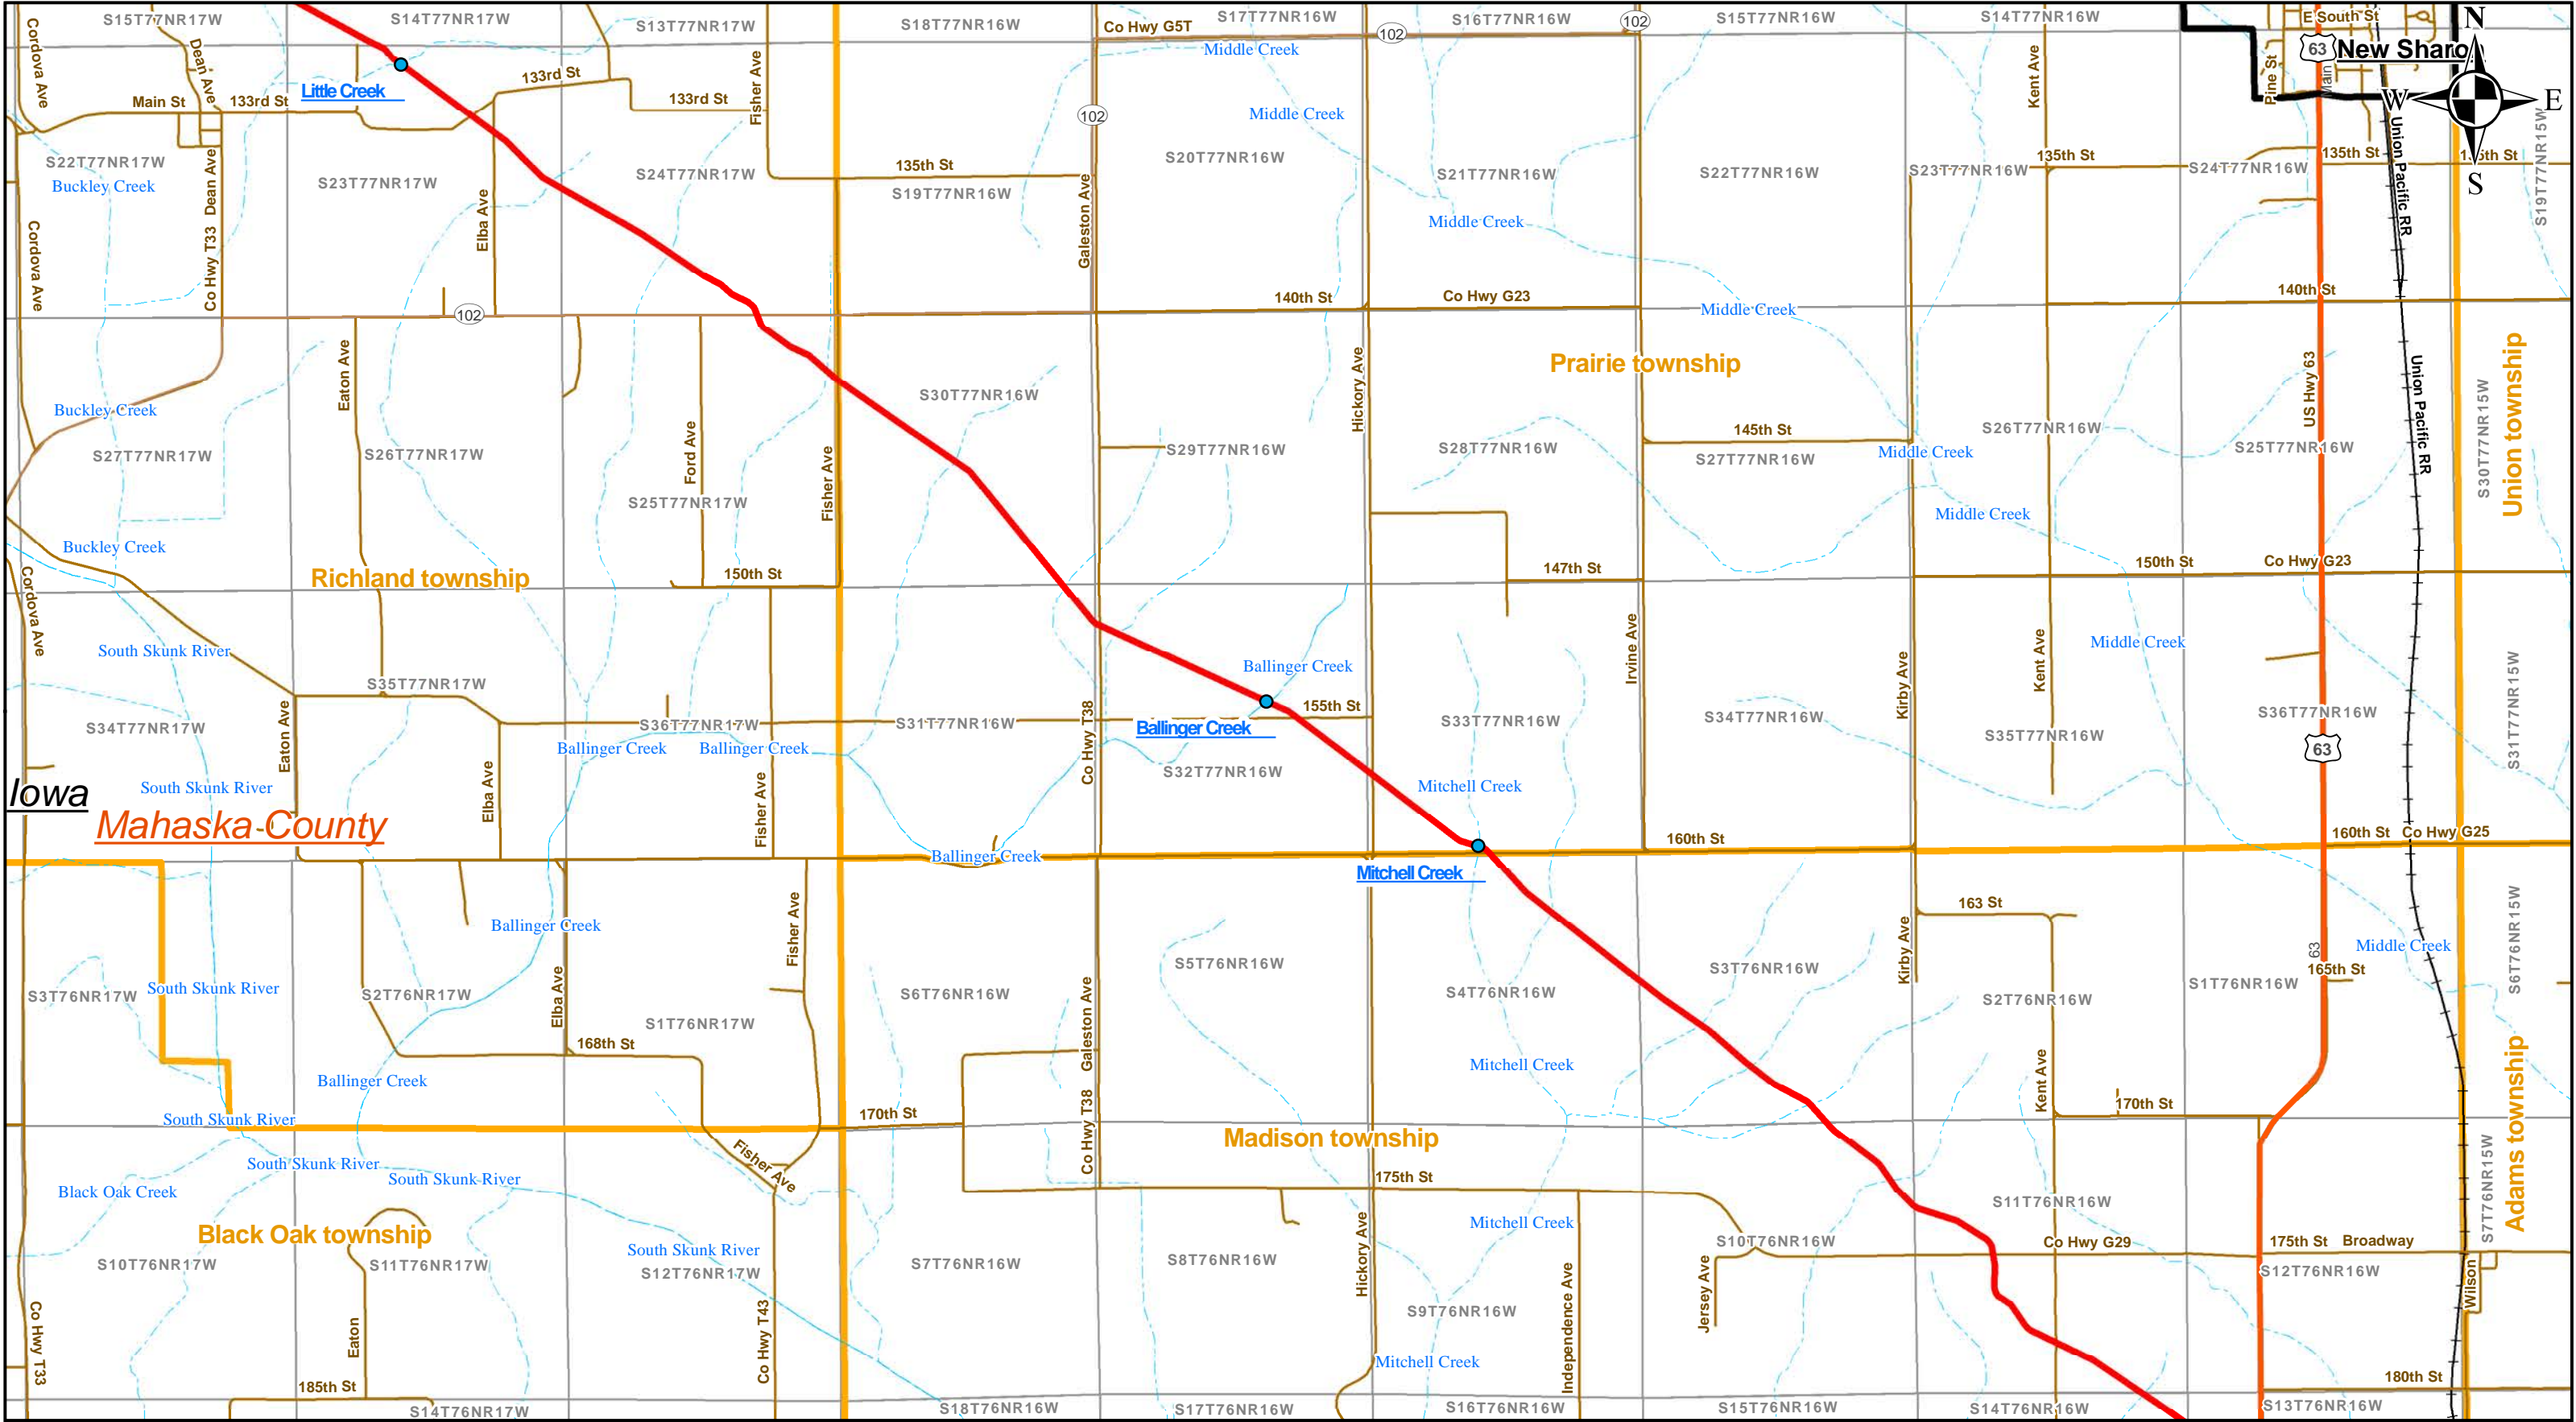 S15T77NR17W
S14T77NR17W
S13T77NR17W
S18T77NR16W
Co Hwy G5T
S17T77NR16W
102
S16T77NR16W
102
S15T77NR16W
S14T77NR16W
E South St
N
Cordova Ave
Dean Ave
Little Creek
133rd St
Fisher Ave
Middle Creek
Kent Ave
Pine St
63
Main
New Sharo
W
E
S
Main St
133rd St
133rd St
102
Middle Creek
Union Pacific RR
S19T77NR15W
S22T77NR17W
Buckley Creek
Co Hwy T33
Dean Ave
S23T77NR17W
Elba Ave
S24T77NR17W
135th St
S19T77NR16W
Galeston Ave
S20T77NR16W
S21T77NR16W
Middle Creek
S22T77NR16W
S23T77NR16W
135th St
S24T77NR16W
135th St
Cordova Ave
102
140th St
Co Hwy G23
Middle Creek
140th St
Eaton Ave
Buckley Creek
S27T77NR17W
S26T77NR17W
Ford Ave
S25T77NR17W
Fisher Ave
S30T77NR16W
S29T77NR16W
Hickory Ave
Prairie township
S28T77NR16W
145th St
S27T77NR16W
Middle Creek
S26T77NR16W
Middle Creek
US Hwy 63
S25T77NR16W
Union Pacific RR
S30T77NR15W
Union township
Buckley Creek
Cordova Ave
Richland township
150th St
147th St
150th St
Co Hwy G23
South Skunk River
S35T77NR17W
S34T77NR17W
Eaton Ave
South Skunk River
Elba Ave
S36T77NR17W
Ballinger Creek
Ballinger Creek
Fisher Ave
S31T77NR16W
Co Hwy T38
Ballinger Creek
155th St
Ballinger Creek
S32T77NR16W
Irvine Ave
S33T77NR16W
Mitchell Creek
S34T77NR16W
Kirby Ave
Kent Ave
S35T77NR16W
Middle Creek
S36T77NR16W
63
S31T77NR15W
Iowa
Mahaska County
Ballinger Creek
Mitchell Creek
160th St
160th St
Co Hwy G25
Ballinger Creek
Fisher Ave
163 St
Kirby Ave
63
Middle Creek
165th St
S6T76NR15W
S3T76NR17W
South Skunk River
S2T76NR17W
Elba Ave
S1T76NR17W
168th St
S6T76NR16W
Galeston Ave
S5T76NR16W
S4T76NR16W
S3T76NR16W
S2T76NR16W
S1T76NR16W
Mitchell Creek
Kent Ave
Ballinger Creek
South Skunk River
170th St
Co Hwy T38
Madison township
170th St
Adams township
South Skunk River
South Skunk River
Black Oak Creek
Fisher Ave
175th St
S7T76NR15W
Black Oak township
S10T76NR17W
S11T76NR17W
South Skunk River
S12T76NR17W
S7T76NR16W
S8T76NR16W
Hickory Ave
Mitchell Creek
S9T76NR16W
Independence Ave
Jersey Ave
S10T76NR16W
S11T76NR16W
Co Hwy G29
175th St
Broadway
S12T76NR16W
Wilson
Co Hwy T33
Eaton
Co Hwy T43
Mitchell Creek
185th St
180th St
S14T76NR17W
S18T76NR16W
S17T76NR16W
S16T76NR16W
S15T76NR16W
S14T76NR16W
S13T76NR16W